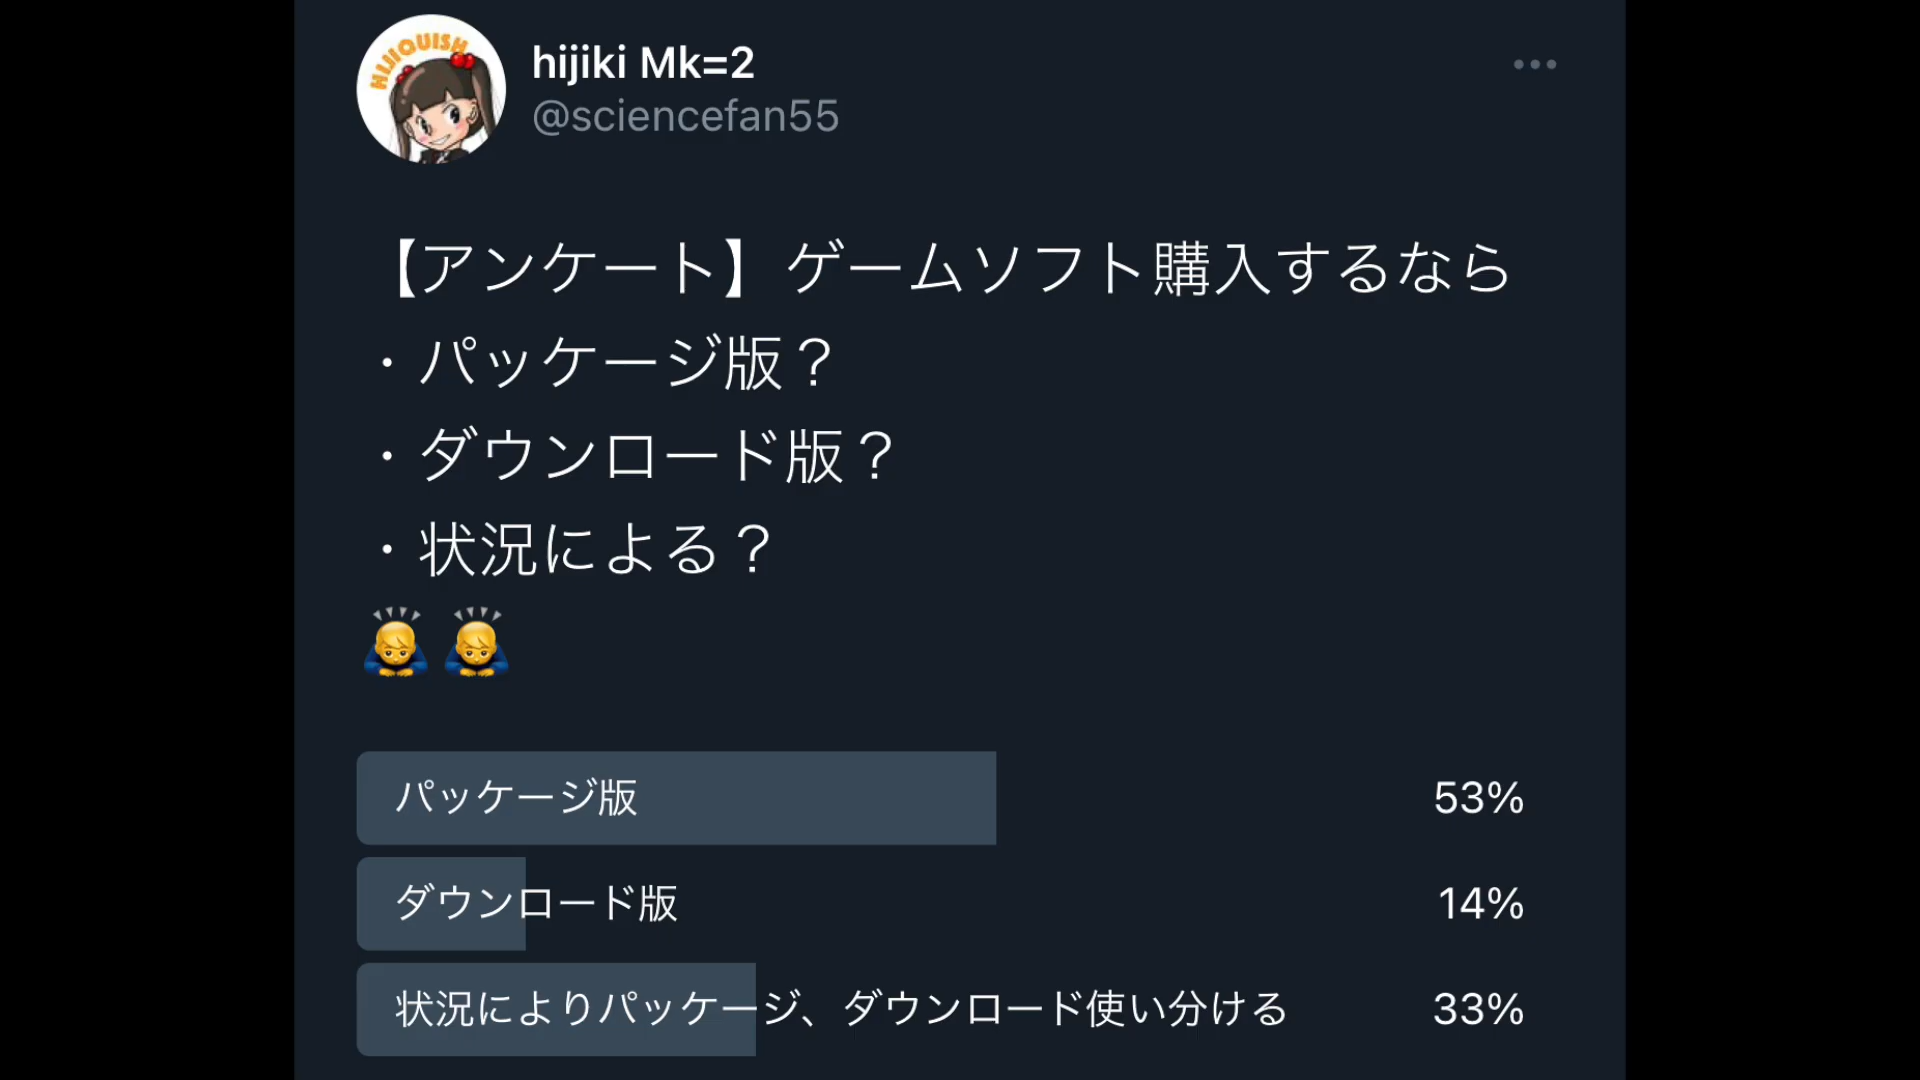 HIJIQUISH
hijiki Mk=2
@sciencefan55
【アンケート】ゲームソフト購入するなら
・パッケージ版？
・ダウンロード版？
・状況による？
パッケージ版 53%
ダウンロード版 14%
状況によりパッケージ、ダウンロード使い分ける 33%